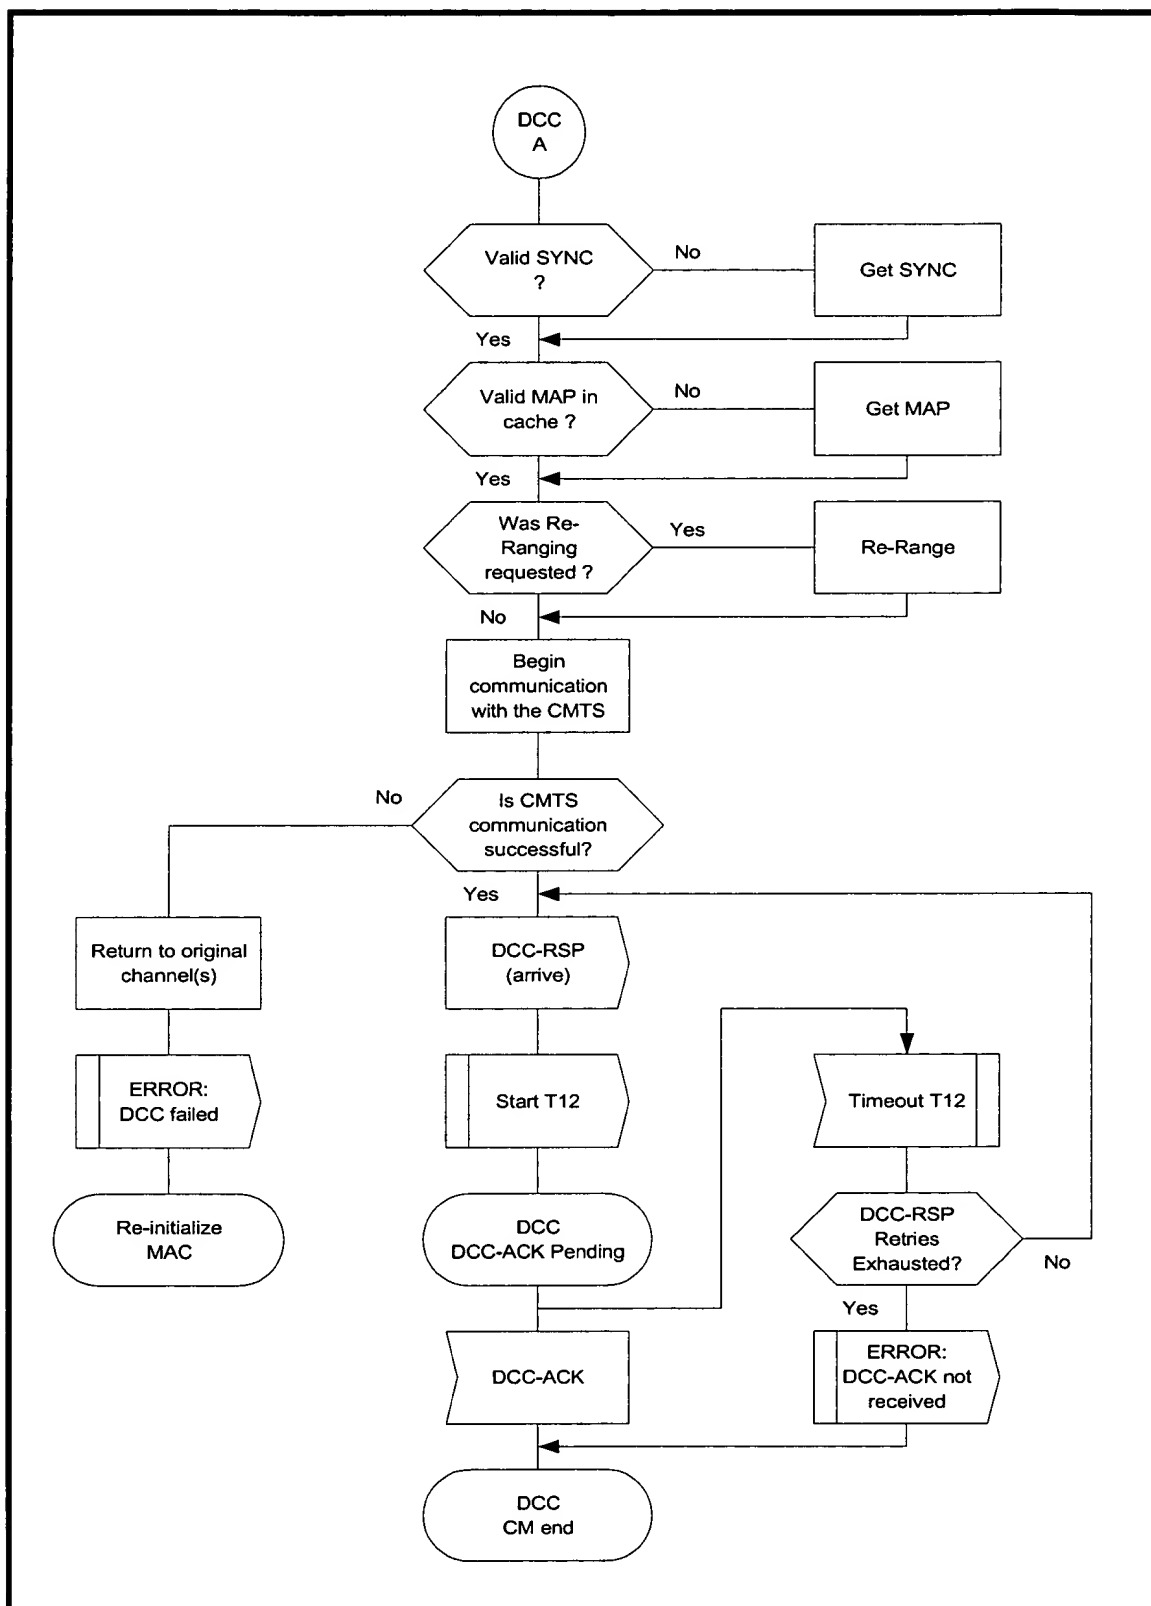 DCC
A
Valid SYNC
?
No
Get SYNC
Yes
Valid MAP in
cache ?
No
Get MAP
Yes
Was Re-
Ranging
requested ?
Yes
Re-Range
No
Begin
communication
with the CMTS
No
Is CMTS
communication
successful?
Yes
Return to original
channel(s)
DCC-RSP
(arrive)
ERROR:
DCC failed
Start T12
Timeout T12
Re-initialize
MAC
DCC
DCC-ACK Pending
DCC-RSP
Retries
Exhausted?
No
Yes
DCC-ACK
ERROR:
DCC-ACK not
received
DCC
CM end